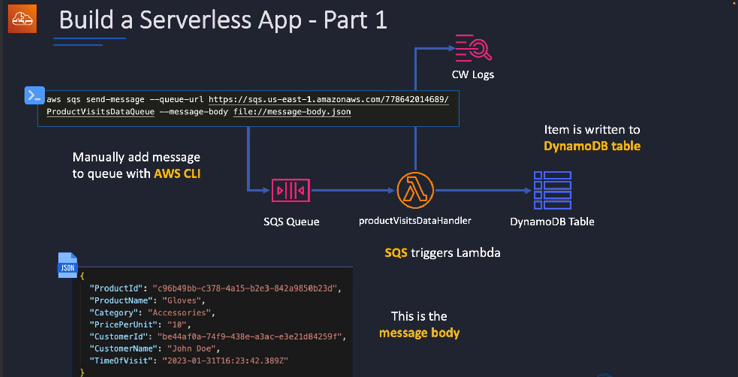 Build a Serverless App - Part 1
CW Logs
aws sqs send-message --queue-url https://sqs.us-east-1.amazonaws.com/778642014689/
ProductVisitsDataQueue --message-body file://message-body.json
Item is written to
DynamoDB table
Manually add message
to queue with AWS CLI
SQS Queue
productVisitsDataHandler
DynamoDB Table
SQS triggers Lambda
JSON
{
"ProductId": "c96b49bb-c378-4a15-b2e3-842a9850b23d",
"ProductName": "Gloves",
"Category": "Accessories",
"PricePerUnit": "10",
"CustomerId": "be44af0a-74f9-438e-a3ac-e3e21d84259f",
"CustomerName": "John Doe",
"TimeOfVisit": "2023-01-31T16:23:42.389Z"
}
This is the
message body